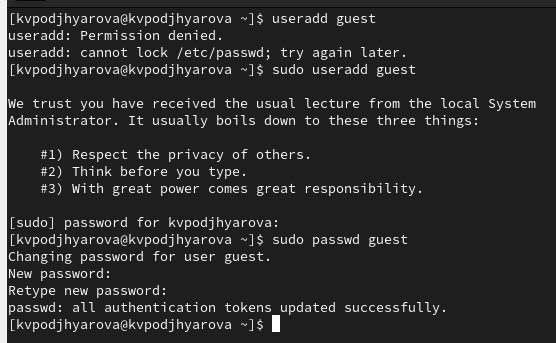 [kvpodjhyarova@kvpodjhyarova ~]$ useradd guest
useradd: Permission denied.
useradd: cannot lock /etc/passwd; try again later.
[kvpodjhyarova@kvpodjhyarova ~]$ sudo useradd guest

We trust you have received the usual lecture from the local System
Administrator. It usually boils down to these three things:

    #1) Respect the privacy of others.
    #2) Think before you type.
    #3) With great power comes great responsibility.

[sudo] password for kvpodjhyarova:
[kvpodjhyarova@kvpodjhyarova ~]$ sudo passwd guest
Changing password for user guest.
New password:
Retype new password:
passwd: all authentication tokens updated successfully.
[kvpodjhyarova@kvpodjhyarova ~]$